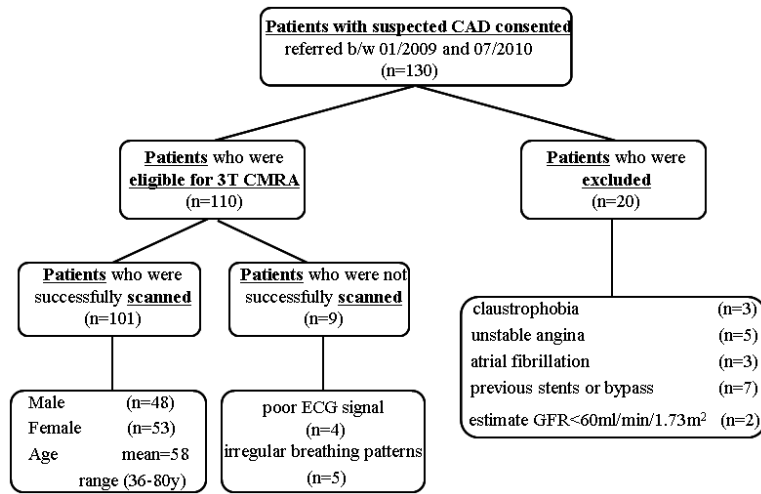 Patients with suspected CAD consented
referred b/w 01/2009 and 07/2010
(n=130)
Patients who were
eligible for 3T CMRA
(n=110)
Patients who were
excluded
(n=20)
Patients who were
successfully scanned
(n=101)
Patients who were not
successfully scanned
(n=9)
claustrophobia (n=3)
unstable angina (n=5)
atrial fibrillation (n=3)
previous stents or bypass (n=7)
estimate GFR<60ml/min/1.73m² (n=2)
Male (n=48)
Female (n=53)
Age mean=58
range (36-80y)
poor ECG signal
(n=4)
irregular breathing patterns
(n=5)